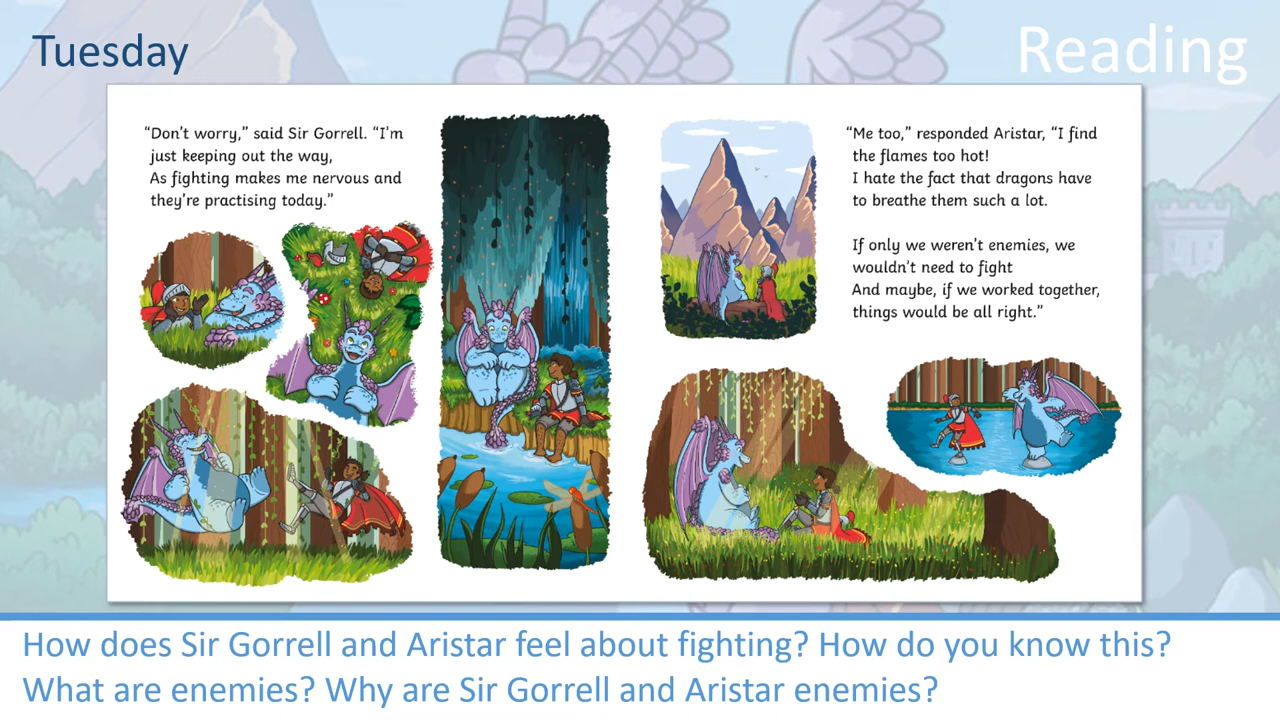 Tuesday
Reading
“Don’t worry,” said Sir Gorrell. “I’m
just keeping out the way,
As fighting makes me nervous and
they’re practising today.”
“Me too,” responded Aristar, “I find
the flames too hot!
I hate the fact that dragons have
to breathe them such a lot.
If only we weren’t enemies, we
wouldn’t need to fight
And maybe, if we worked together,
things would be all right.”
How does Sir Gorrell and Aristar feel about fighting? How do you know this?
What are enemies? Why are Sir Gorrell and Aristar enemies?